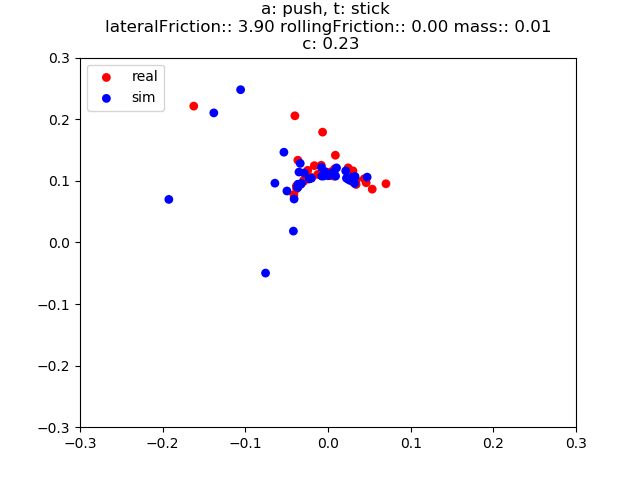 a: push, t: stick
lateralFriction:: 3.90 rollingFriction:: 0.00 mass:: 0.01
c: 0.23
real
sim
0.3
0.2
0.1
0.0
−0.1
−0.2
−0.3
−0.3
−0.2
−0.1
0.0
0.1
0.2
0.3